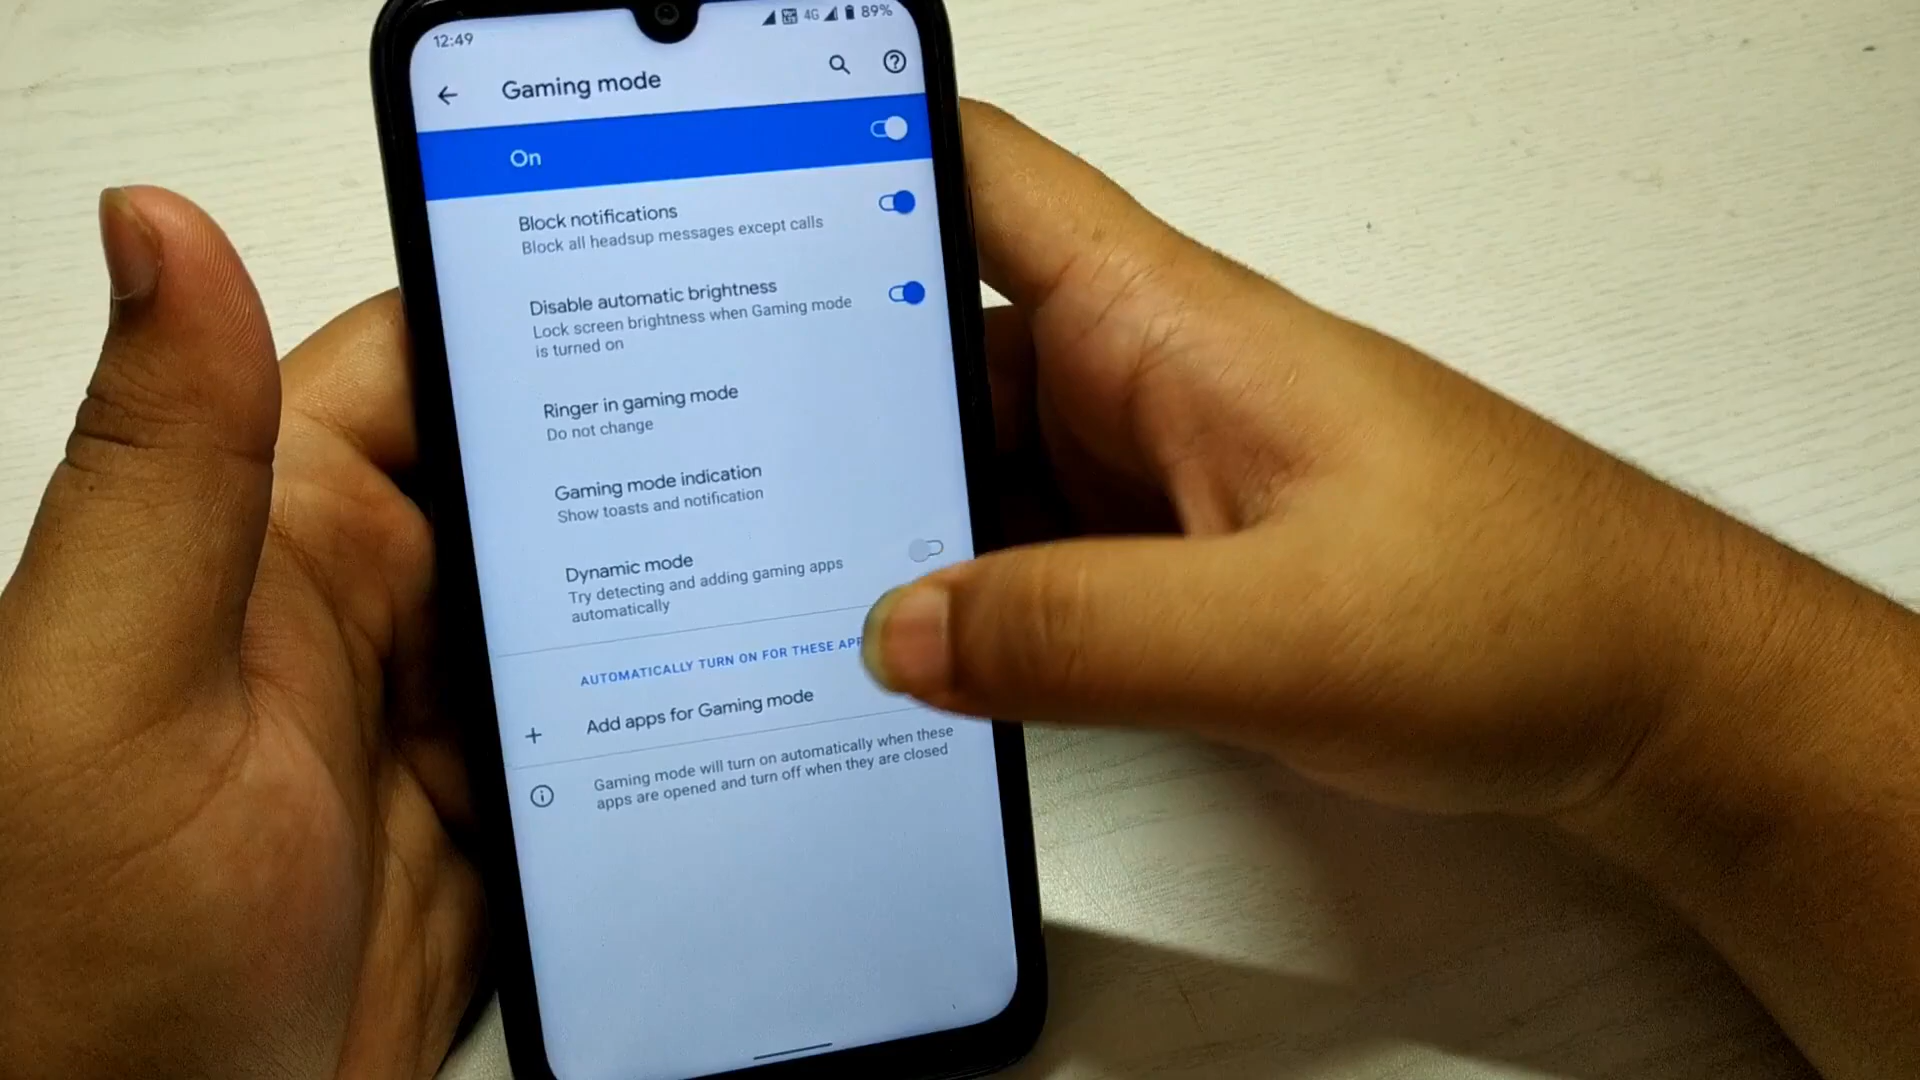 12:49
4G 89%
Gaming mode
On
Block notifications
Block all headsup messages except calls
Disable automatic brightness
Lock screen brightness when Gaming mode
is turned on
Ringer in gaming mode
Do not change
Gaming mode indication
Show toasts and notification
Dynamic mode
Try detecting and adding gaming apps
automatically
AUTOMATICALLY TURN ON FOR THESE
Add apps for Gaming mode
Gaming mode will turn on automatically when these
apps are opened and turn off when they are closed